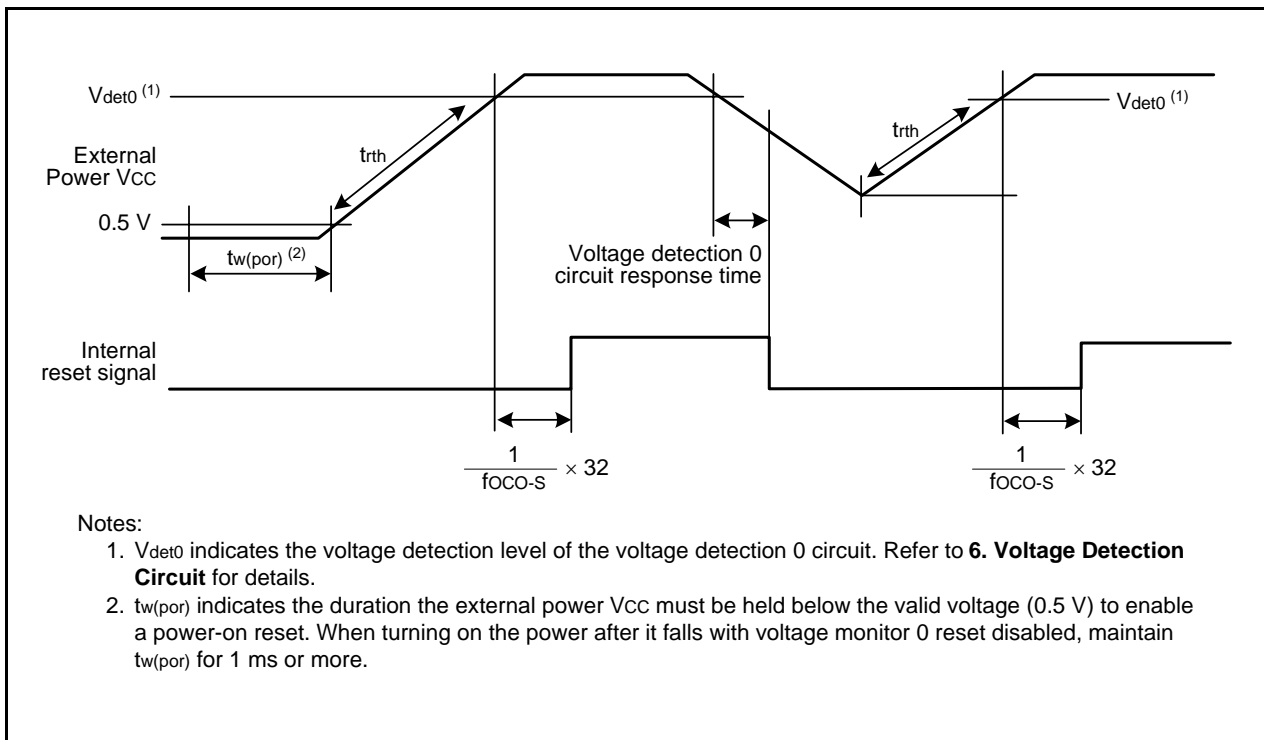 Vdet0 (1)
Vdet0 (1)
trth
trth
External
Power VCC
0.5 V
tw(por) (2)
Voltage detection 0
circuit response time
Internal
reset signal
1
fOCO-S
× 32
1
fOCO-S
× 32
Notes:
1. Vdet0 indicates the voltage detection level of the voltage detection 0 circuit. Refer to 6. Voltage Detection
Circuit for details.
2. tw(por) indicates the duration the external power VCC must be held below the valid voltage (0.5 V) to enable
a power-on reset. When turning on the power after it falls with voltage monitor 0 reset disabled, maintain
tw(por) for 1 ms or more.